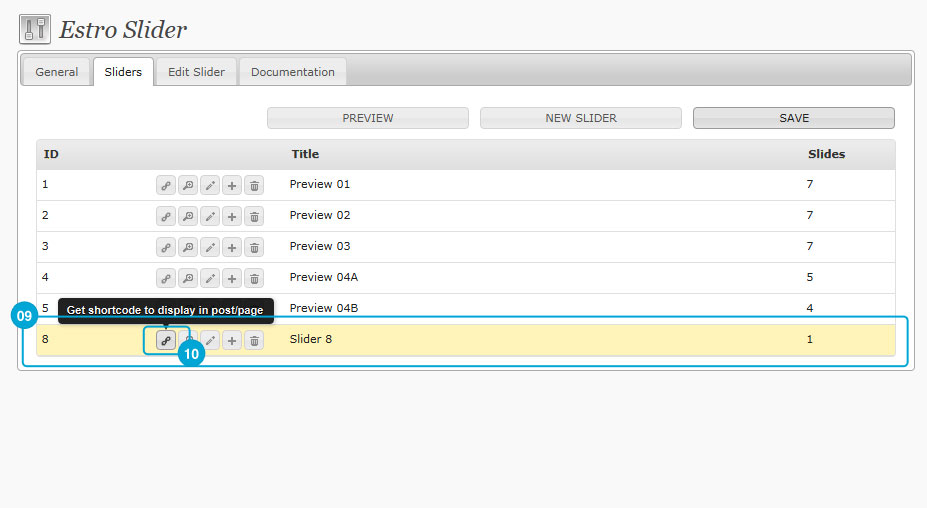 Estro Slider
General Sliders Edit Slider Documentation
PREVIEW NEW SLIDER SAVE
ID Title Slides
1 Preview 01 7
2 Preview 02 7
3 Preview 03 7
4 Preview 04A 5
5 Preview 04B 4
Get shortcode to display in post/page
09
8 Slider 8 1
10